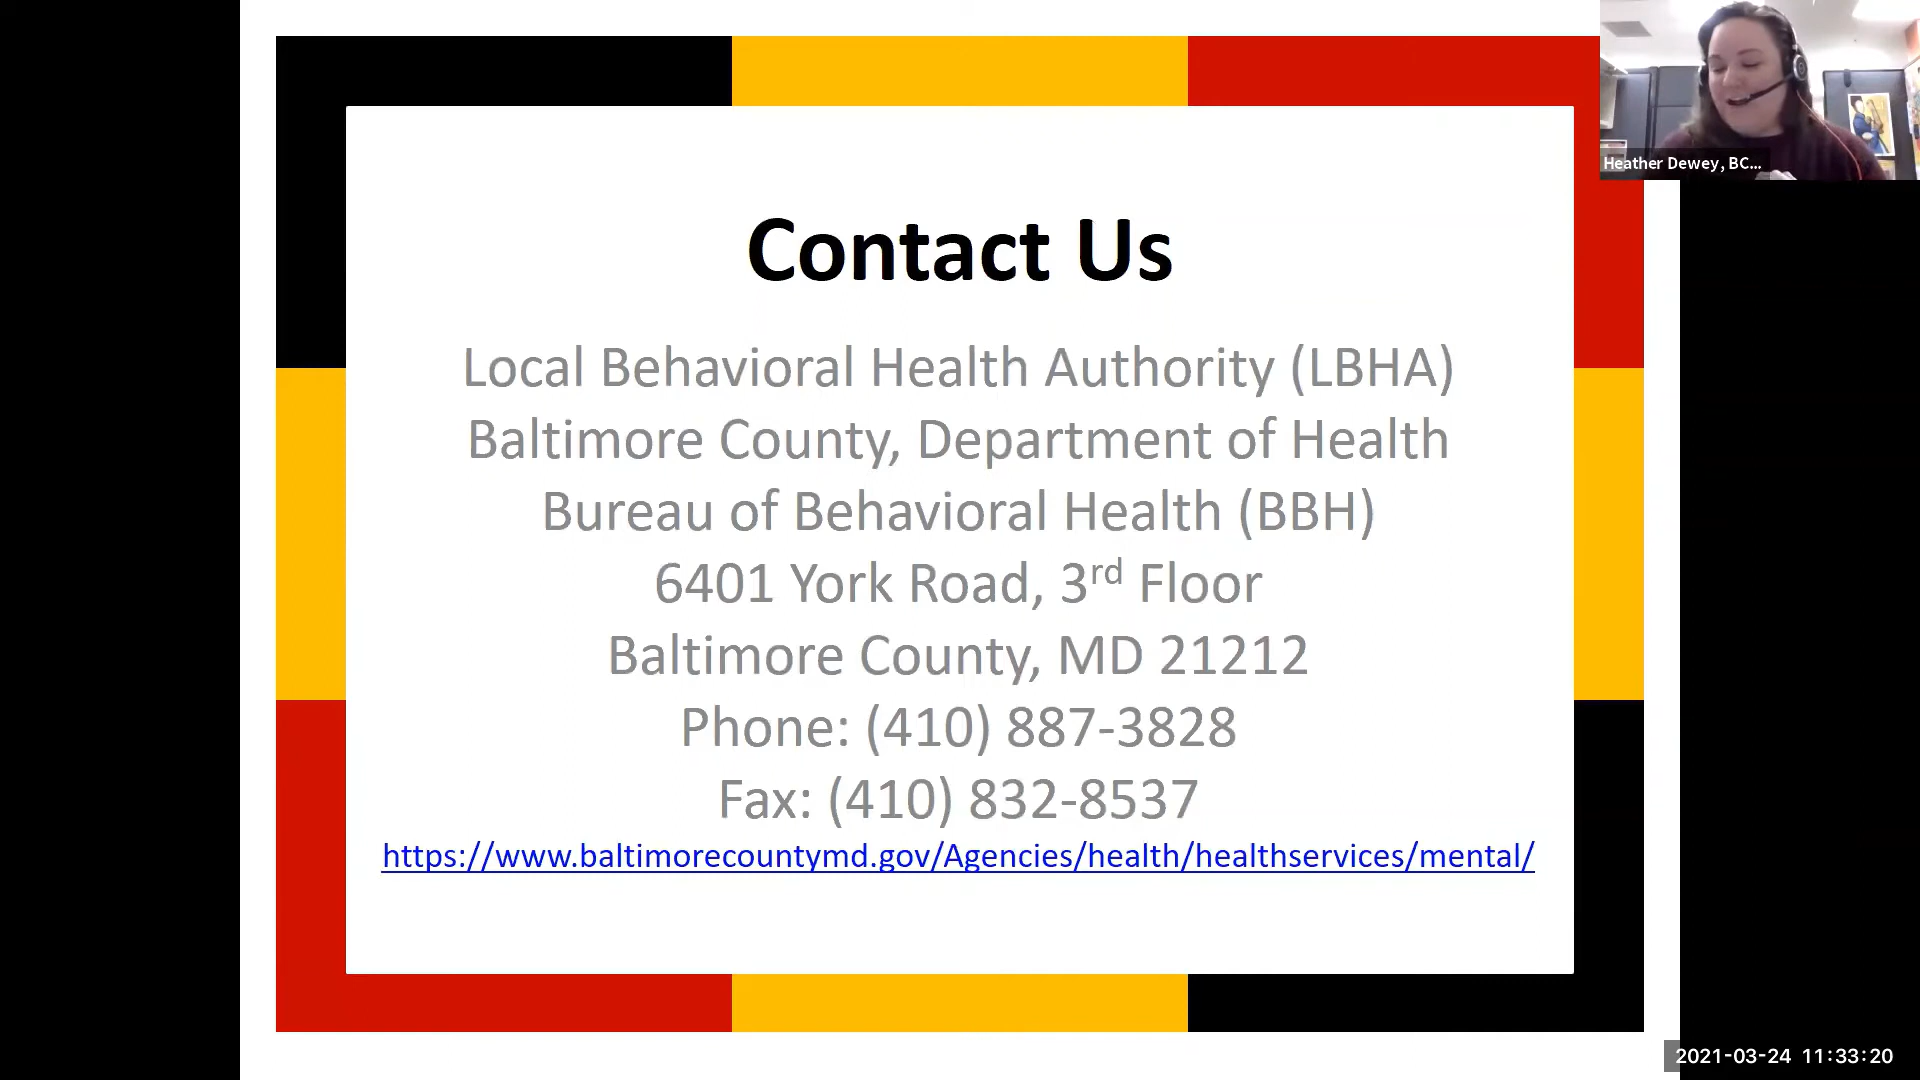 Heather Dewey, BC...
Contact Us
Local Behavioral Health Authority (LBHA)
Baltimore County, Department of Health
Bureau of Behavioral Health (BBH)
6401 York Road, 3rd Floor
Baltimore County, MD 21212
Phone: (410) 887-3828
Fax: (410) 832-8537
https://www.baltimorecountymd.gov/Agencies/health/healthservices/mental/
2021-03-24 11:33:20